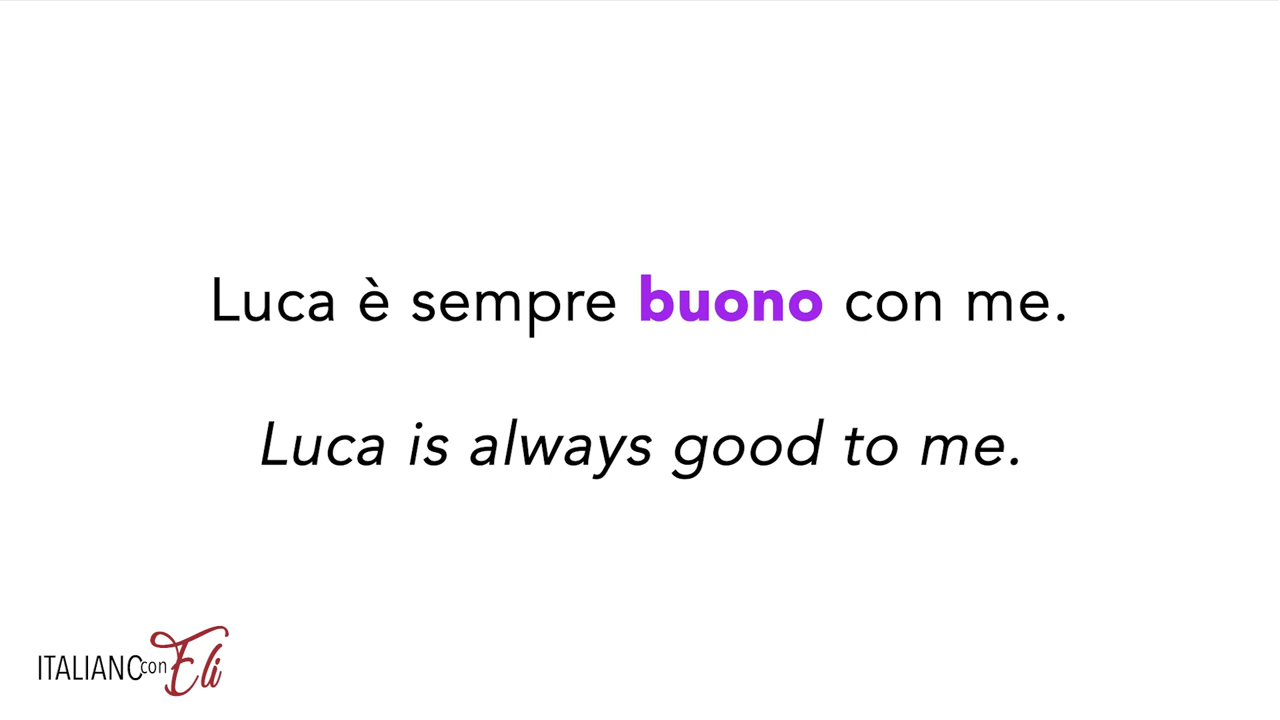 Luca è sempre buono con me.
Luca is always good to me.
ITALIANO con Eli